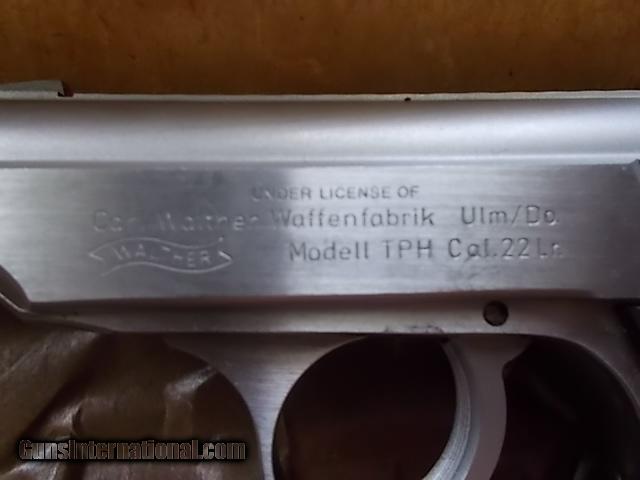 UNDER LICENSE OF
Carl Walther Waffenfabrik Ulm/Do.
WALTHER
Modell TPH Cal.22 l.r.
GunsInternational.com